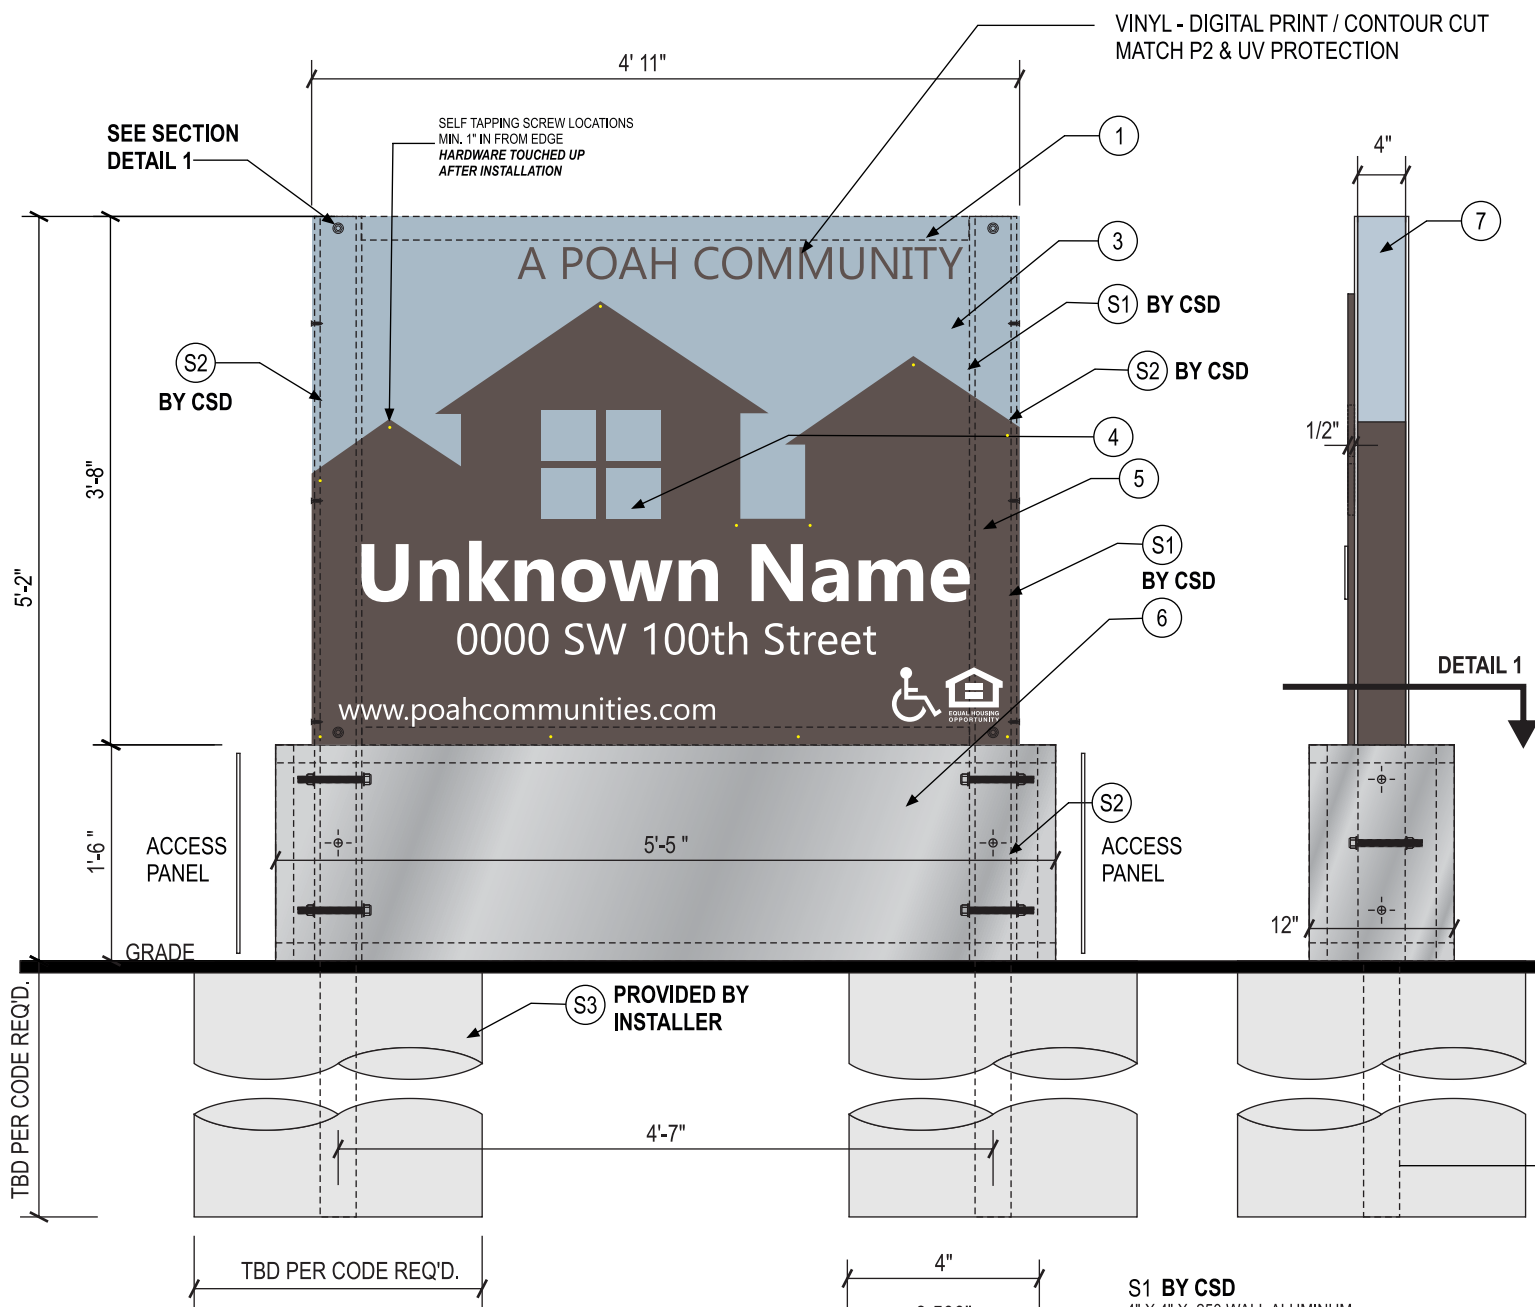 VINYL - DIGITAL PRINT / CONTOUR CUT
MATCH P2 & UV PROTECTION
4' 11"
SEE SECTION
DETAIL 1
SELF TAPPING SCREW LOCATIONS
MIN. 1" IN FROM EDGE
HARDWARE TOUCHED UP
AFTER INSTALLATION
1
4"
7
3
A POAH COMMUNITY
S1 BY CSD
S2
BY CSD
S2 BY CSD
4
1/2"
5
3'-8"
5'-2"
Unknown Name
S1
BY CSD
0000 SW 100th Street
6
DETAIL 1
www.poahcommunities.com
EQUAL HOUSING
OPPORTUNITY
S2
1'-6 "
ACCESS
PANEL
5'-5 "
ACCESS
PANEL
12"
GRADE
S3
PROVIDED BY
INSTALLER
TBD PER CODE REQ'D.
4'-7"
TBD PER CODE REQ'D.
4"
S1 BY CSD